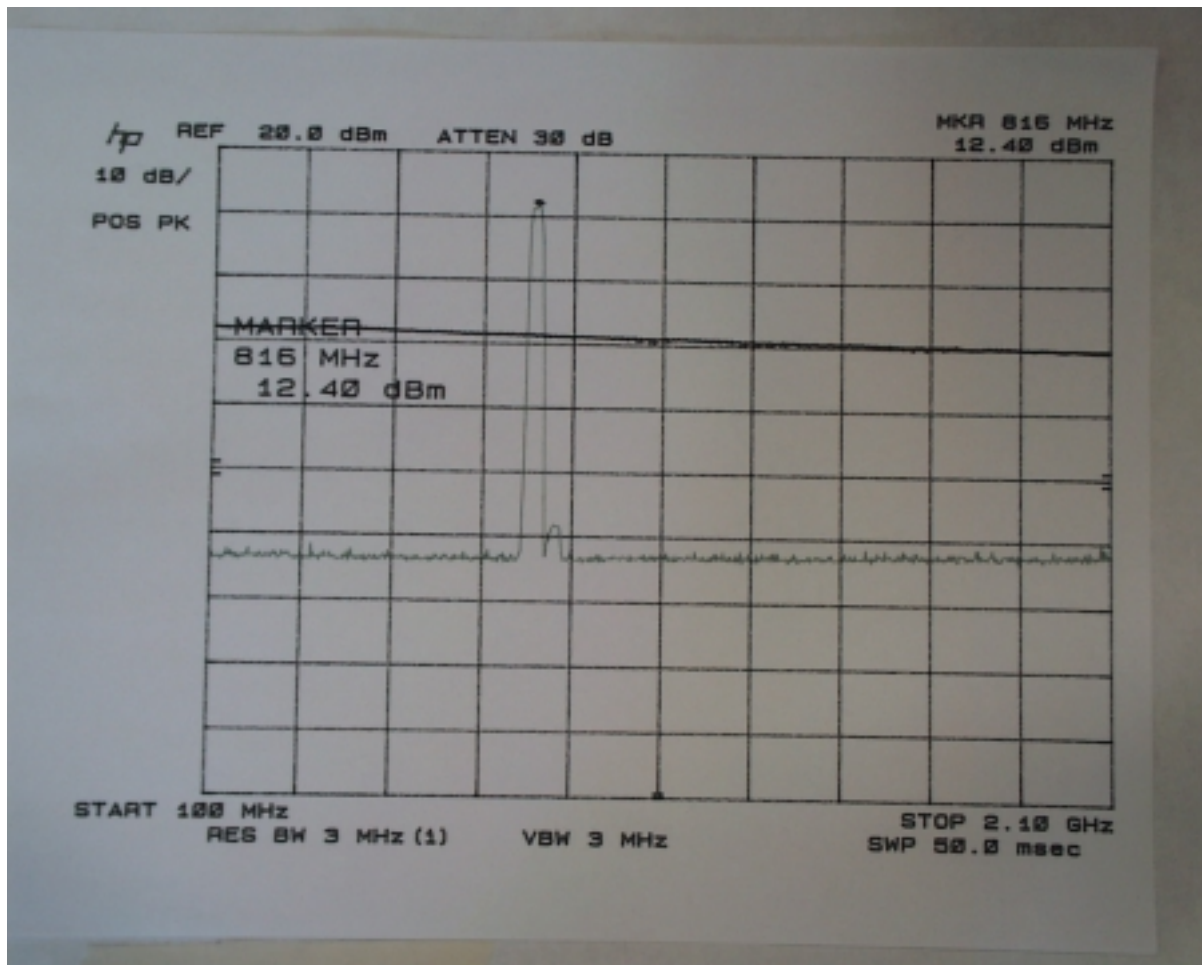 hp REF 20.0 dBm ATTEN 30 dB
MKR 816 MHz
12.40 dBm
10 dB/
POS PK
MARKER
816 MHz
12.40 dBm
START 100 MHz
STOP 2.10 GHz
RES BW 3 MHz (1) VBW 3 MHz
SWP 50.0 msec